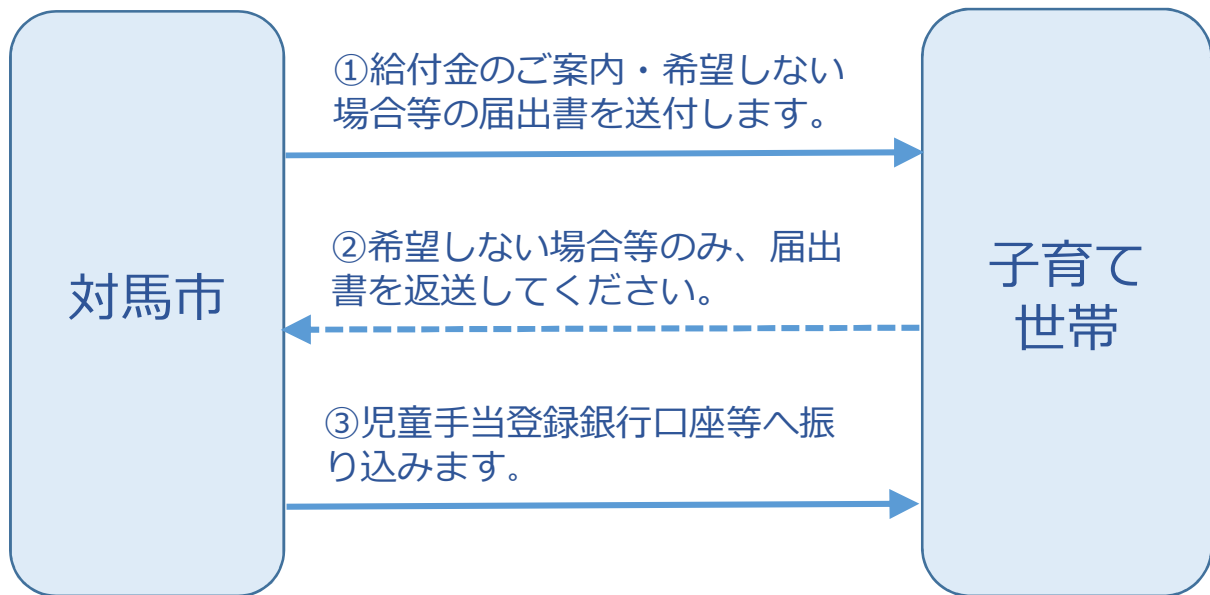 ①給付金のご案内・希望しない
場合等の届出書を送付します。
②希望しない場合等のみ、届出
書を返送してください。
対馬市
子育て
世帯
③児童手当登録銀行口座等へ振
り込みます。